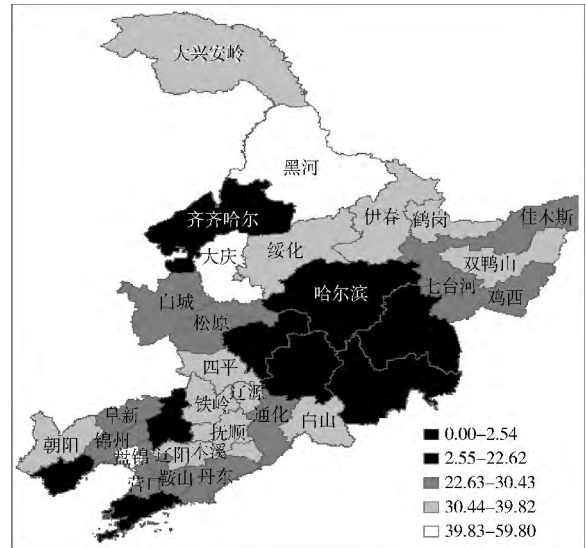 大兴安岭
黑河
齐齐哈尔
伊春
鹤岗
佳木斯
大庆
绥化
双鸭山
哈尔滨
七台河
鸡西
白城
松原
四平
辽源
铁岭
通化
白山
阜新
抚顺
朝阳
锦州
盘锦
辽阳
本溪
营口
鞍山
丹东
0.00-2.54
2.55-22.62
22.63-30.43
30.44-39.82
39.83-59.80